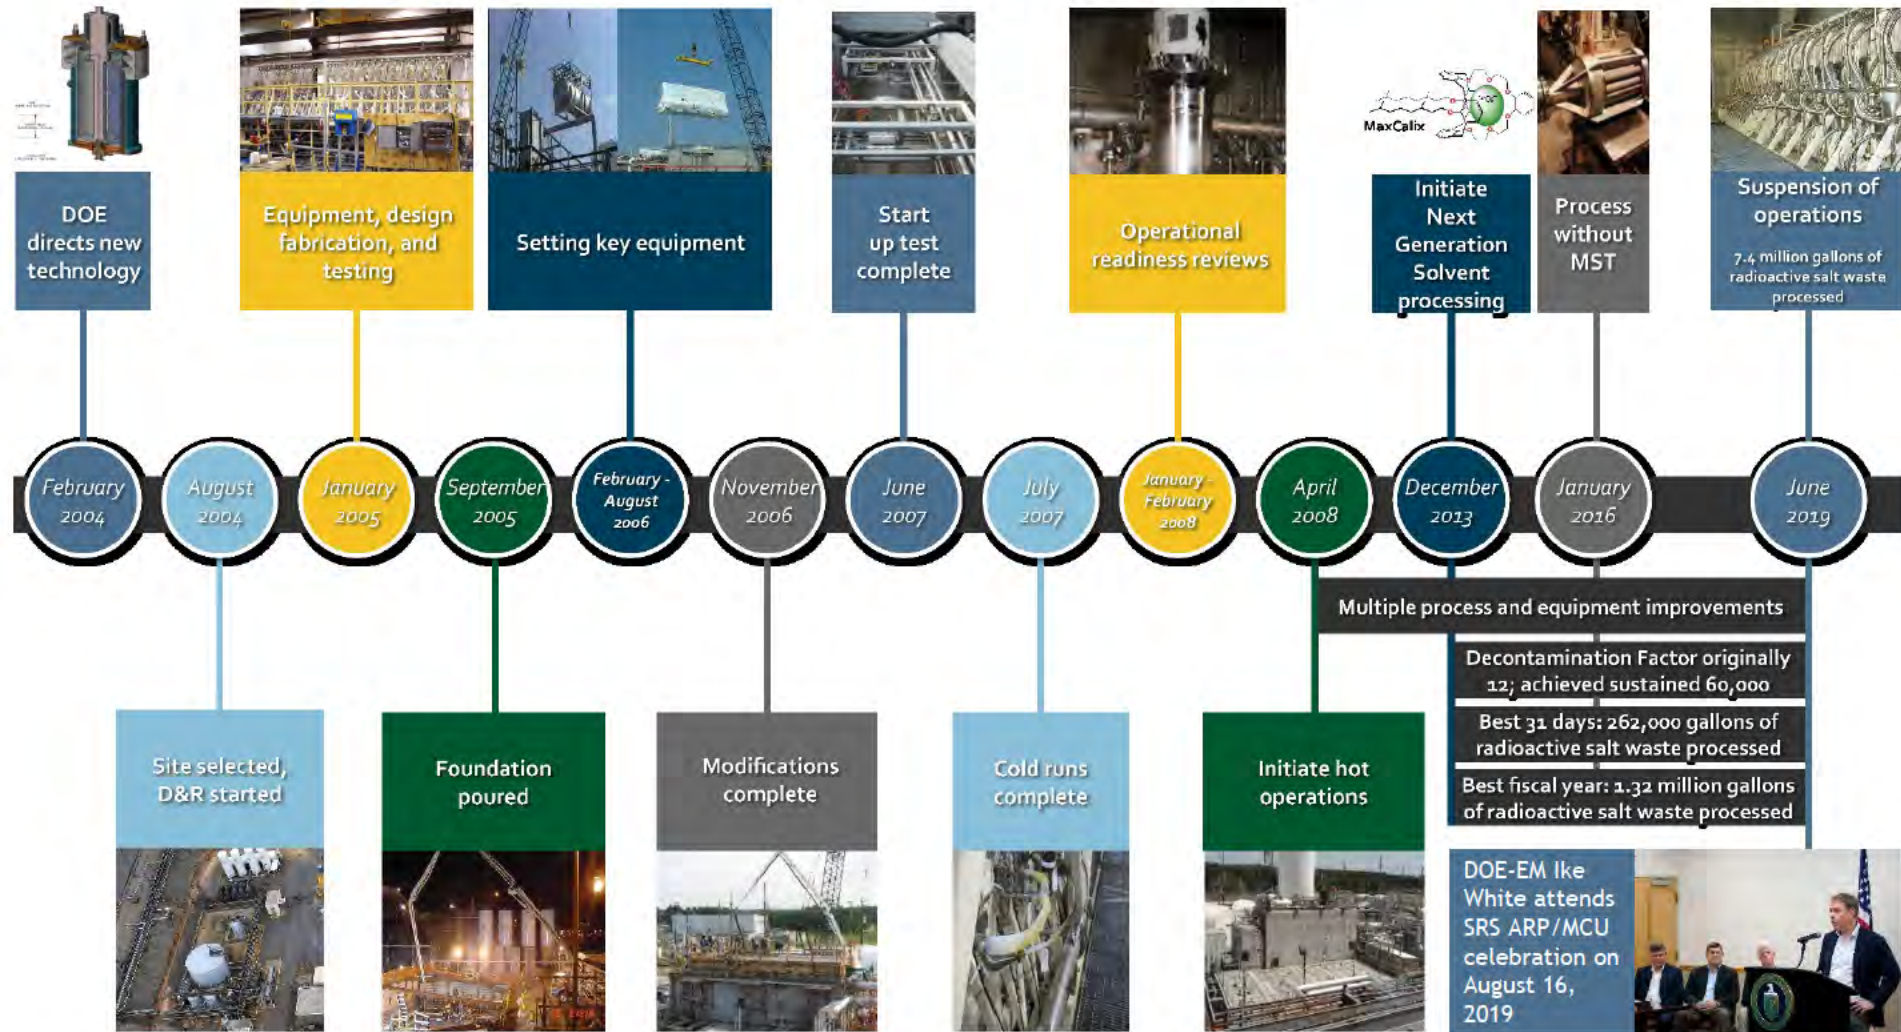 DOE
directs new
technology
Equipment, design
fabrication, and
testing
Setting key equipment
Start
up test
complete
Operational
readiness reviews
MaxCalix
Initiate
Next
Generation
Solvent
processing
Process
without
MST
Suspension of
operations
7.4 million gallons of
radioactive salt waste
processed
February
2004
August
2004
January
2005
September
2005
February -
August
2006
November
2006
June
2007
July
2007
January -
February
2008
April
2008
December
2013
January
2016
June
2019
Multiple process and equipment improvements
Decontamination Factor originally
12; achieved sustained 60,000
Best 31 days: 262,000 gallons of
radioactive salt waste processed
Best fiscal year: 1.32 million gallons
of radioactive salt waste processed
Site selected,
D&R started
Foundation
poured
Modifications
complete
Cold runs
complete
Initiate hot
operations
DOE-EM Ike
White attends
SRS ARP/MCU
celebration on
August 16,
2019